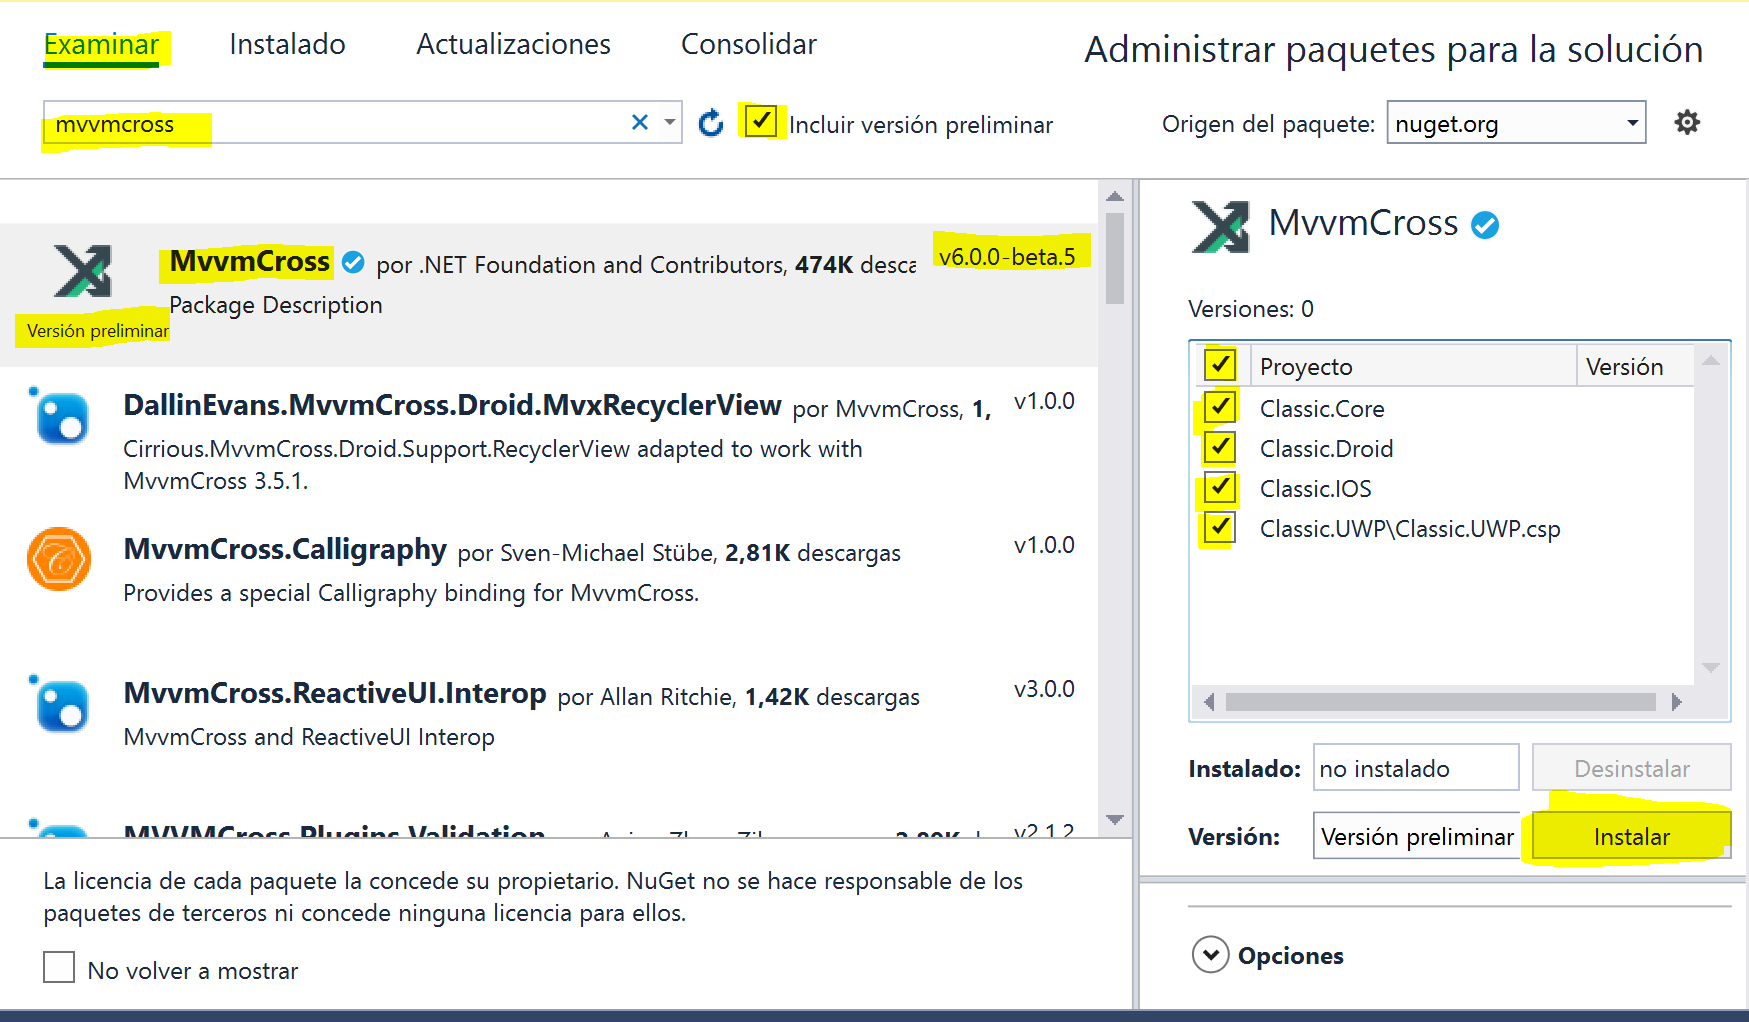 Examinar
Instalado
Actualizaciones
Consolidar
Administrar paquetes para la solución
mvvmcross
Incluir versión preliminar
Origen del paquete:
nuget.org
MvvmCross por .NET Foundation and Contributors, 474K desca
v6.0.0-beta.5
Package Description
Versión preliminar
DallinEvans.MvvmCross.Droid.MvxRecyclerView por MvvmCross, 1,
v1.0.0
Cirrious.MvvmCross.Droid.Support.RecyclerView adapted to work with
MvvmCross 3.5.1.
MvvmCross.Calligraphy por Sven-Michael Stübe, 2,81K descargas
v1.0.0
Provides a special Calligraphy binding for MvvmCross.
MvvmCross.ReactiveUI.Interop por Allan Ritchie, 1,42K descargas
v3.0.0
MvvmCross and ReactiveUI Interop
MVVMCross.Plugins.Validation
v2.1.2
La licencia de cada paquete la concede su propietario. NuGet no se hace responsable de los
paquetes de terceros ni concede ninguna licencia para ellos.
No volver a mostrar
MvvmCross
Versiones: 0
Proyecto
Versión
Classic.Core
Classic.Droid
Classic.IOS
Classic.UWP\Classic.UWP.csp
Instalado:
no instalado
Desinstalar
Versión:
Versión preliminar
Instalar
Opciones